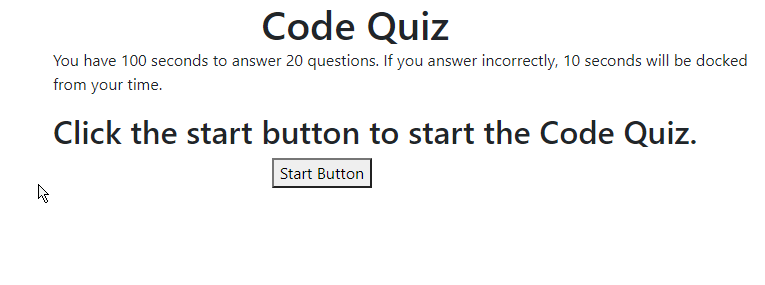 Code Quiz
You have 100 seconds to answer 20 questions. If you answer incorrectly, 10 seconds will be docked
from your time.
Click the start button to start the Code Quiz.
Start Button